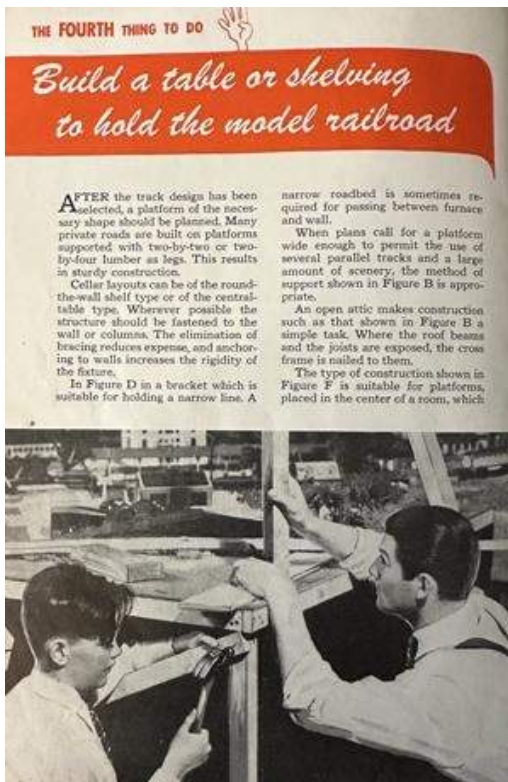 THE FOURTH THING TO DO
Build a table or shelving
to hold the model railroad
AFTER the track design has been
selected, a platform of the neces-
sary shape should be planned. Many
private roads are built on platforms
supported with two-by-two or two-
by-four lumber as legs. This results
in sturdy construction.
Cellar layouts can be of the round-
the-wall shelf type or of the central-
table type. Wherever possible the
structure should be fastened to the
wall or columns. The elimination of
bracing reduces expense, and anchor-
ing to walls increases the rigidity of
the fixture.
In Figure D in a bracket which is
suitable for holding a narrow line. A
narrow roadbed is sometimes re-
quired for passing between furnace
and wall.
When plans call for a platform
wide enough to permit the use of
several parallel tracks and a large
amount of scenery, the method of
support shown in Figure B is appro-
priate.
An open attic makes construction
such as that shown in Figure B a
simple task. Where the roof beams
and the joists are exposed, the cross
frame is nailed to them.
The type of construction shown in
Figure F is suitable for platforms,
placed in the center of a room, which